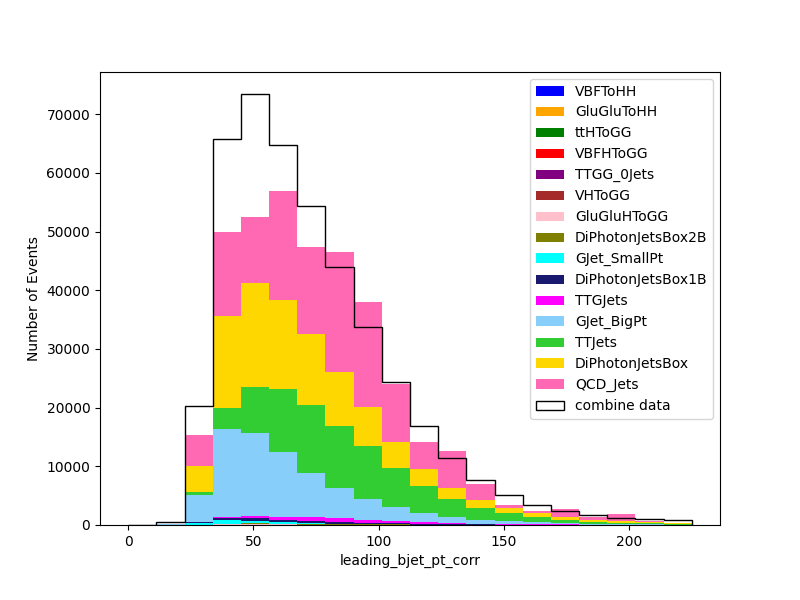 70000
60000
50000
40000
30000
20000
10000
0
Number of Events
0
50
100
150
200
leading_bjet_pt_corr
VBFToHH
GluGluToHH
ttHToGG
VBFHToGG
TTGG_0Jets
VHToGG
GluGluHToGG
DiPhotonJetsBox2B
GJet_SmallPt
DiPhotonJetsBox1B
TTGJets
GJet_BigPt
TTJets
DiPhotonJetsBox
QCD_Jets
combine data